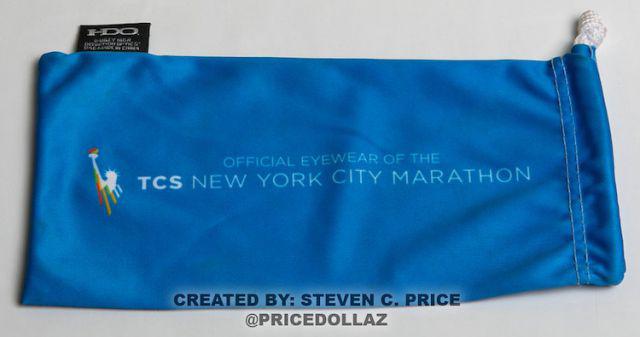 HDO
OFFICIAL EYEWEAR OF THE
TCS NEW YORK CITY MARATHON
CREATED BY: STEVEN C. PRICE
@PRICEDOLLAZ